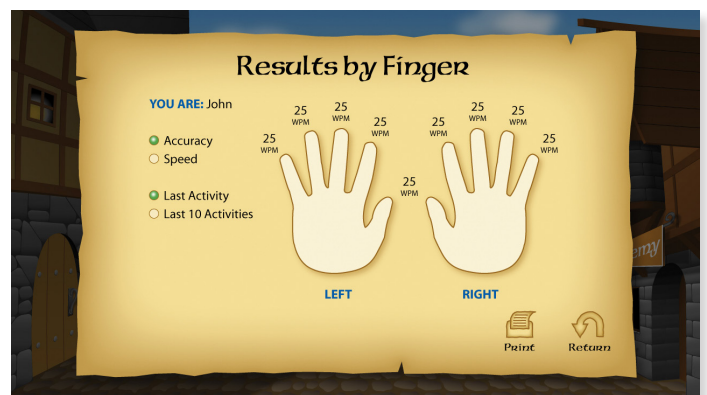 Results by Finger
YOU ARE: John
Accuracy
Speed
Last Activity
Last 10 Activities
25
WPM
25
WPM
25
WPM
25
WPM
25
WPM
25
WPM
25
WPM
25
WPM
25
WPM
LEFT
RIGHT
Print
Return